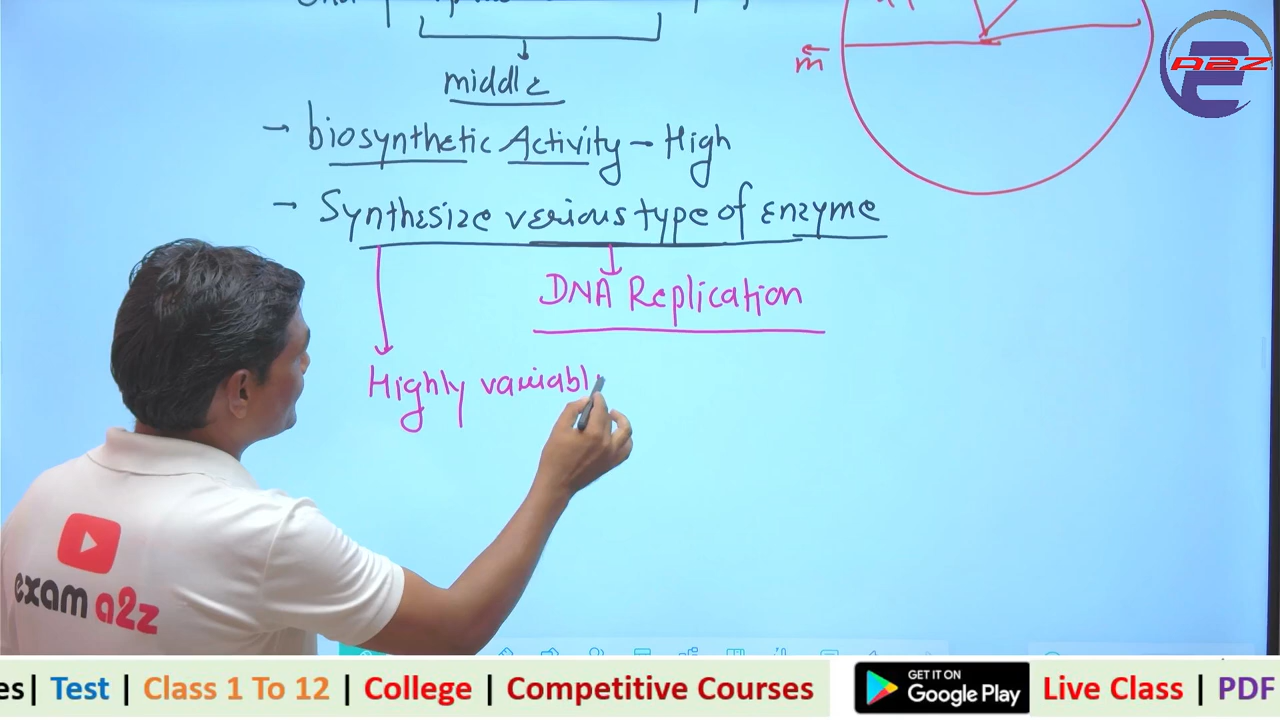 middle
→ biosynthetic Activity - High
→ Synthesize verious type of enzyme
DNA Replication
Highly variabl
m
A2Z
exam a2z
es| Test | Class 1 To 12 | College | Competitive Courses
GET IT ON
Google Play
Live Class | PDF